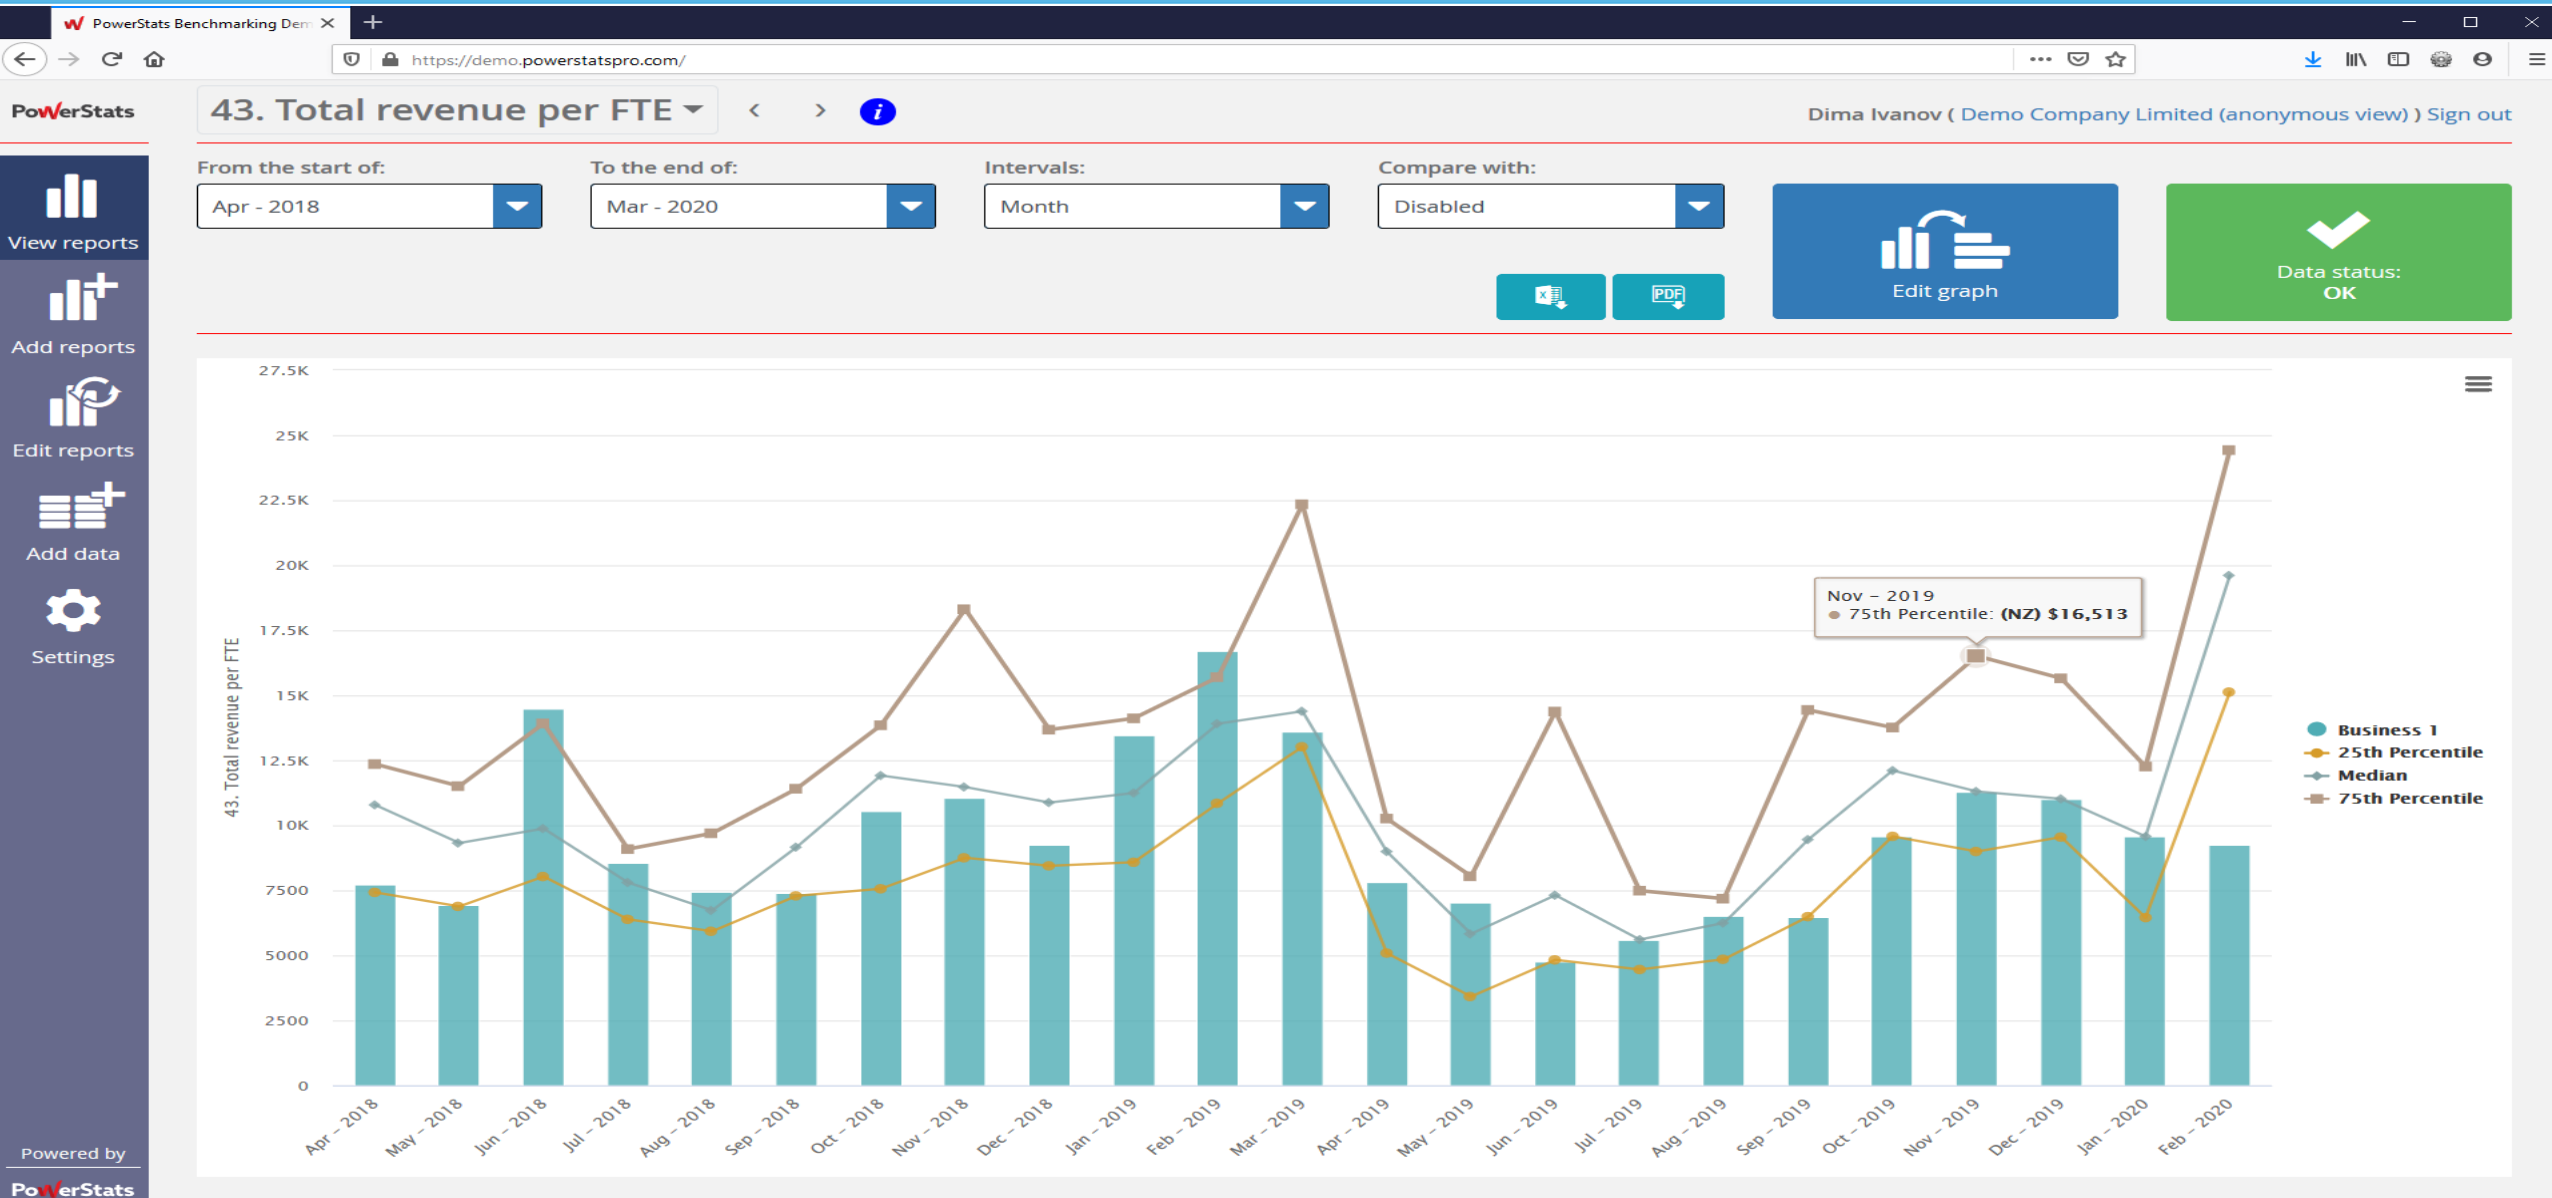 PowerStats Benchmarking Dem
https://demo.powerstatspro.com/
PowerStats
43. Total revenue per FTE
i
Dima Ivanov ( Demo Company Limited (anonymous view) ) Sign out
From the start of:
To the end of:
Intervals:
Compare with:
Apr - 2018
Mar - 2020
Month
Disabled
View reports
Edit graph
Data status:
OK
PDF
Add reports
Edit reports
Add data
Settings
27.5K
25K
22.5K
20K
17.5K
15K
12.5K
10K
7500
5000
2500
0
43. Total revenue per FTE
Nov - 2019
75th Percentile: (NZ) $16,513
Business 1
25th Percentile
Median
75th Percentile
Apr - 2018
May - 2018
Jun - 2018
Jul - 2018
Aug - 2018
Sep - 2018
Oct - 2018
Nov - 2018
Dec - 2018
Jan - 2019
Feb - 2019
Mar - 2019
Apr - 2019
May - 2019
Jun - 2019
Jul - 2019
Aug - 2019
Sep - 2019
Oct - 2019
Nov - 2019
Dec - 2019
Jan - 2020
Feb - 2020
Powered by
PowerStats